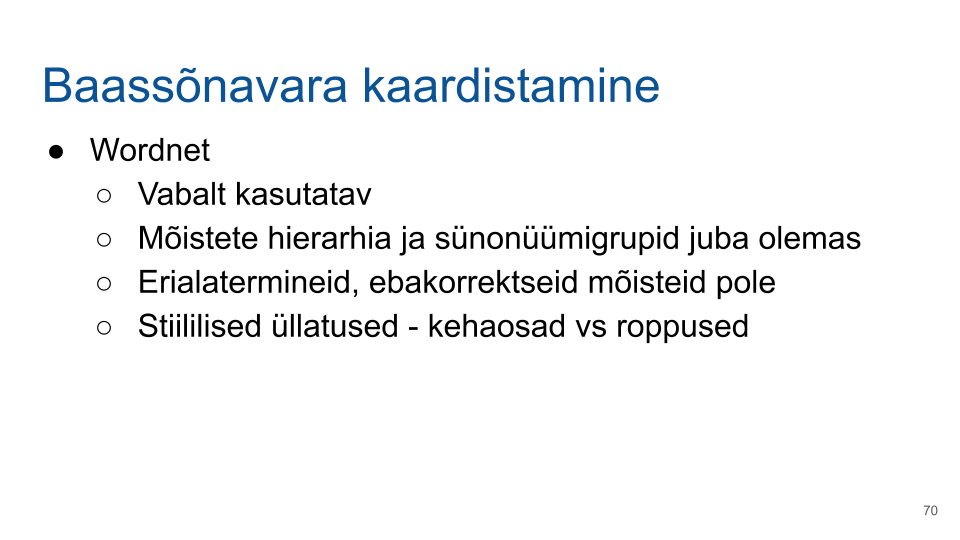 Baassõnavara kaardistamine
● Wordnet
○ Vabalt kasutatav
○ Mõistete hierarhia ja sünonüümigrupid juba olemas
○ Erialatermineid, ebakorrektseid mõisteid pole
○ Stiililised üllatused - kehaosad vs roppused
70